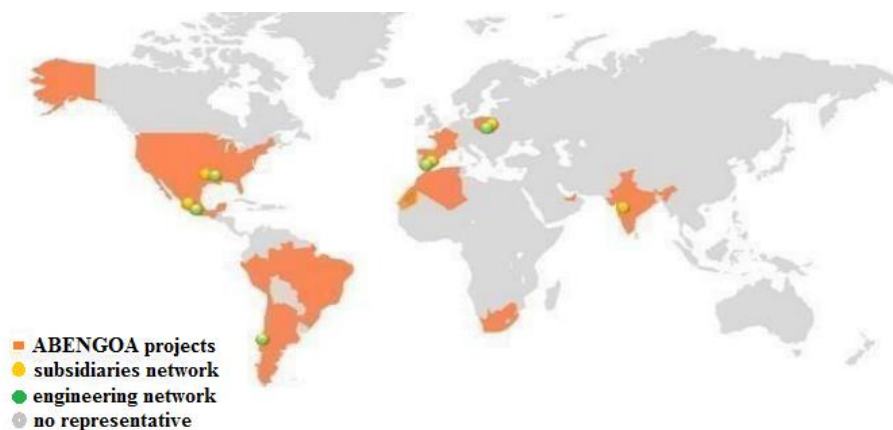 ABENGOA projects
subsidiaries network
engineering network
no representative